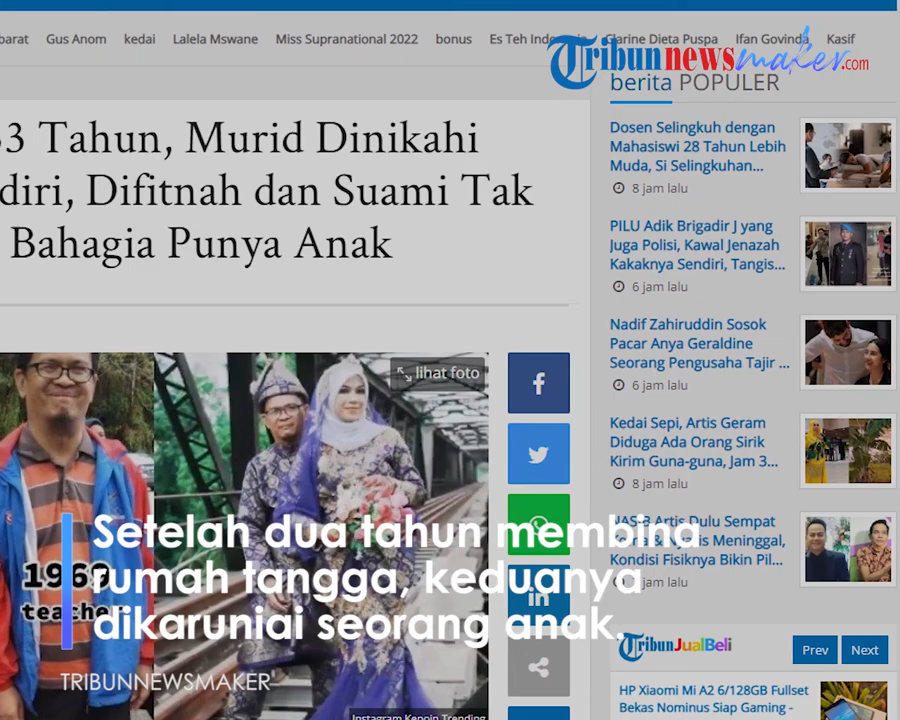 barat Gus Anom kedai Lalela Mswane Miss Supranational 2022 bonus Es Teh Clarine Dieta Puspa Ifan Govinda Kasif
Tribunnewsmaker.com
3 Tahun, Murid Dinikahi
diri, Difitnah dan Suami Tak
Bahagia Punya Anak
lihat foto
1969
teacher
Instagram Kepoin Trending
Setelah dua tahun membina
rumah tangga, keduanya
dikaruniai seorang anak.
TRIBUNNEWSMAKER
berita POPULER
Dosen Selingkuh dengan
Mahasiswi 28 Tahun Lebih
Muda, Si Selingkuhan...
8 jam lalu
PILU Adik Brigadir J yang
Juga Polisi, Kawal Jenazah
Kakaknya Sendiri, Tangis...
6 jam lalu
Nadif Zahiruddin Sosok
Pacar Anya Geraldine
Seorang Pengusaha Tajir ...
6 jam lalu
Kedai Sepi, Artis Geram
Diduga Ada Orang Sirik
Kirim Guna-guna, Jam 3...
8 jam lalu
Artis Dulu Sempat
Meninggal,
Kondisi Fisiknya Bikin Pil...
jam lalu
TribunJualBeli
Prev Next
HP Xiaomi Mi A2 6/128GB Fullset
Bekas Nominus Siap Gaming -